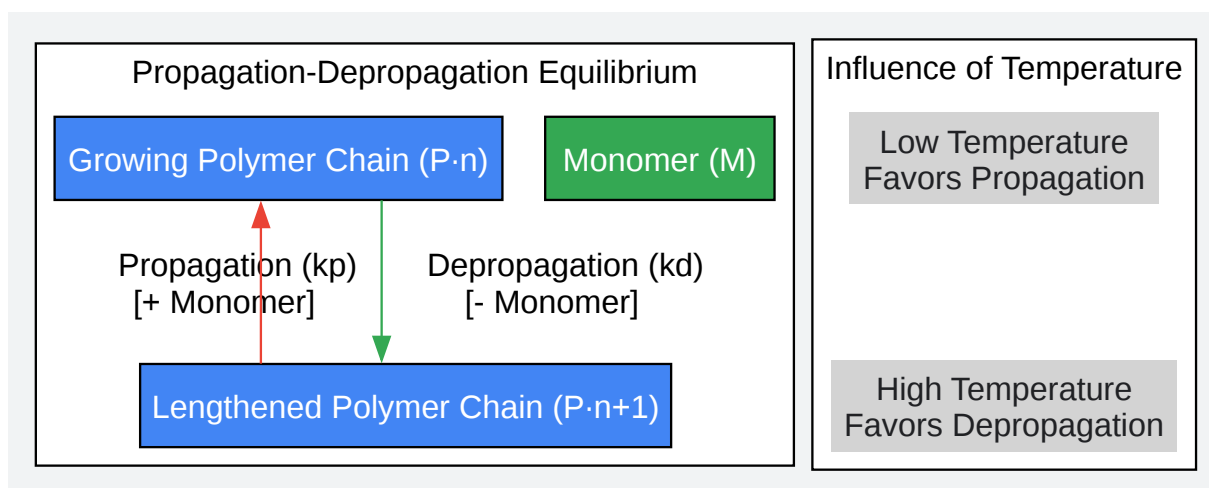 Propagation-Depropagation Equilibrium
Growing Polymer Chain (P·n)
Monomer (M)
Propagation (kp)
[+ Monomer]
Depropagation (kd)
[- Monomer]
Lengthened Polymer Chain (P·n+1)
Influence of Temperature
Low Temperature
Favors Propagation
High Temperature
Favors Depropagation